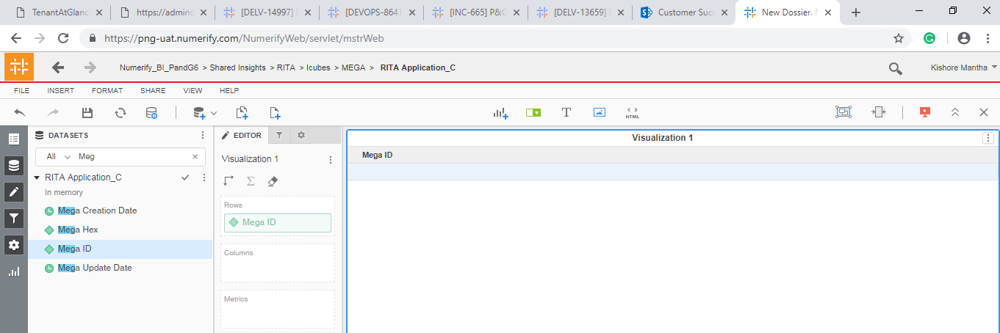 TenantAtGlanc
https://adminc
[DELV-14997]
[DEVOPS-8641
[INC-665] P&G
[DELV-13659]
Customer Succ
New Dossier.
https://png-uat.numerify.com/NumerifyWeb/servlet/mstrWeb
Numerify_BI_PandG6 > Shared Insights > RITA > Icubes > MEGA > RITA Application_C
Kishore Mantha
FILE INSERT FORMAT SHARE VIEW HELP
HTML
DATASETS
EDITOR
Visualization 1
All Meg
Visualization 1
Mega ID
RITA Application_C
In memory
Rows
Mega Creation Date
Mega ID
Mega Hex
Mega ID
Columns
Mega Update Date
Metrics